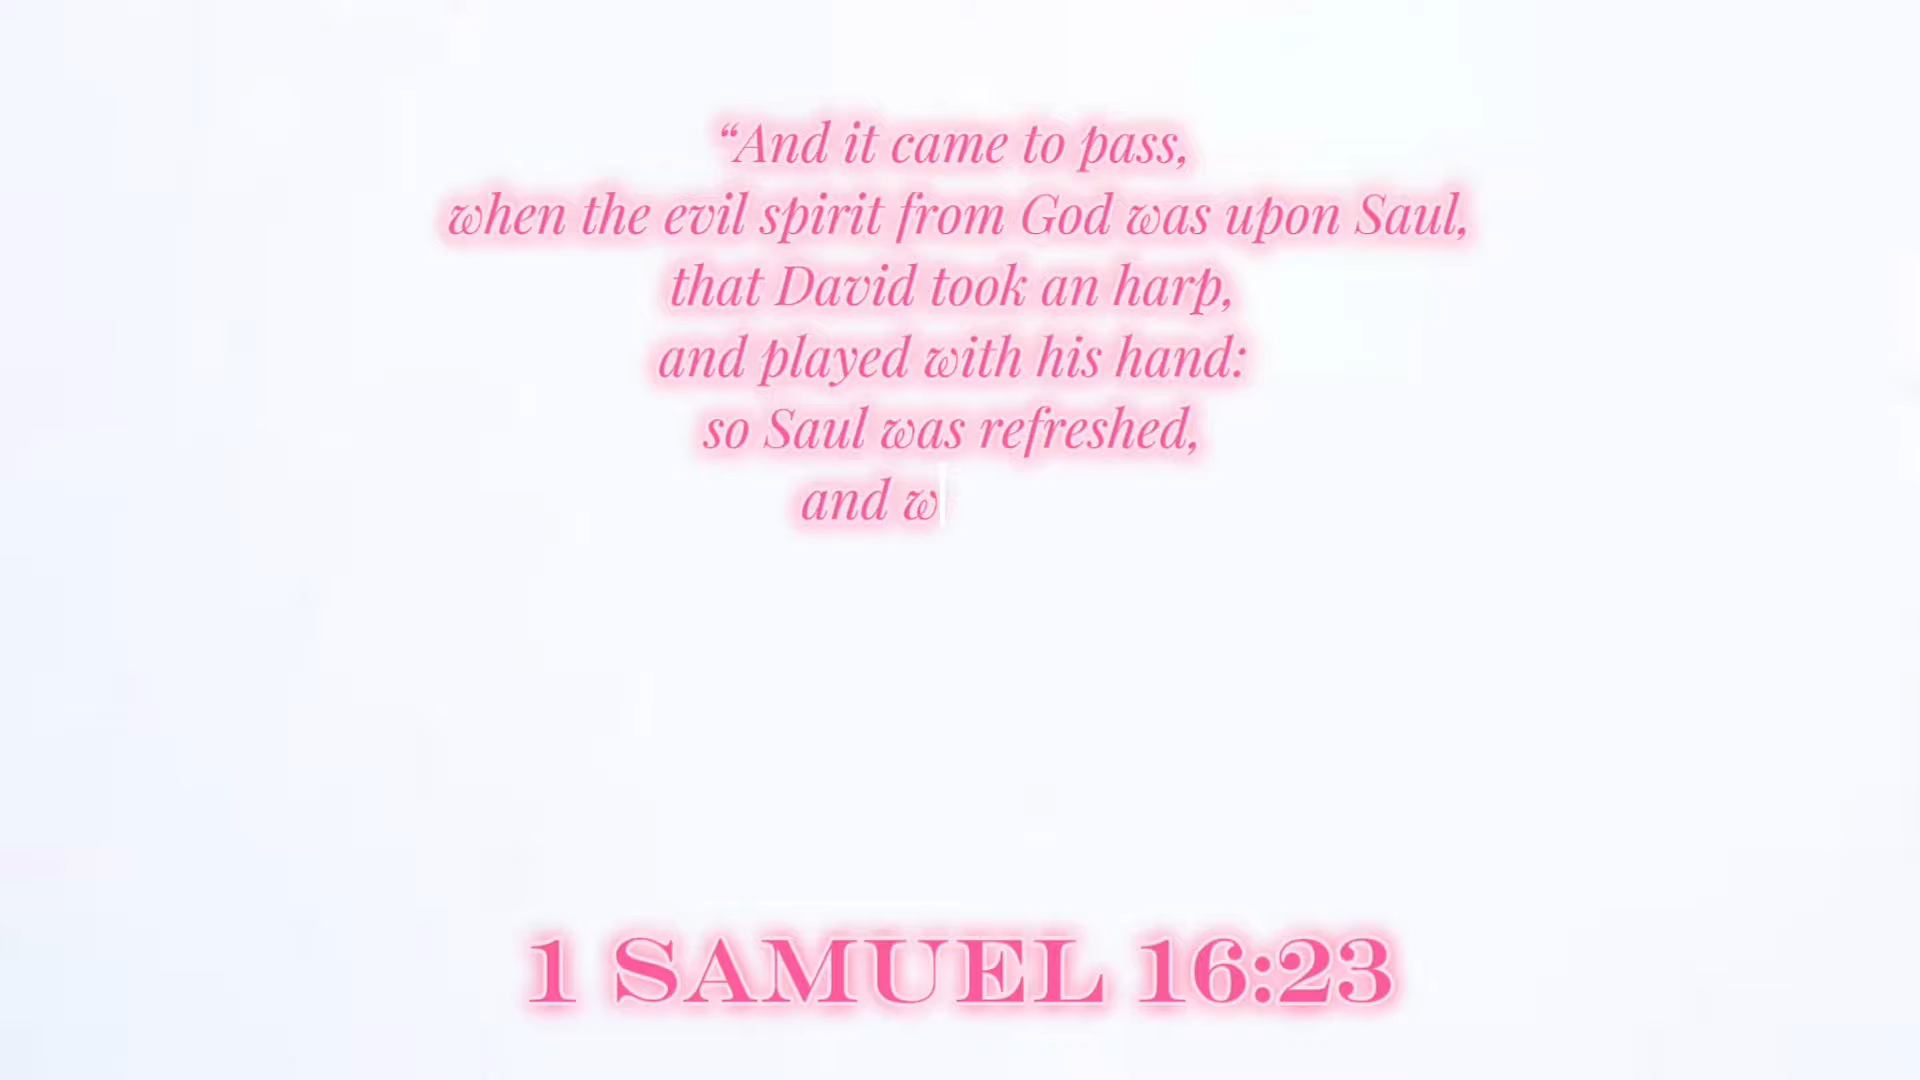 “And it came to pass,
when the evil spirit from God was upon Saul,
that David took an harp,
and played with his hand:
so Saul was refreshed,
and w
1 SAMUEL 16:23